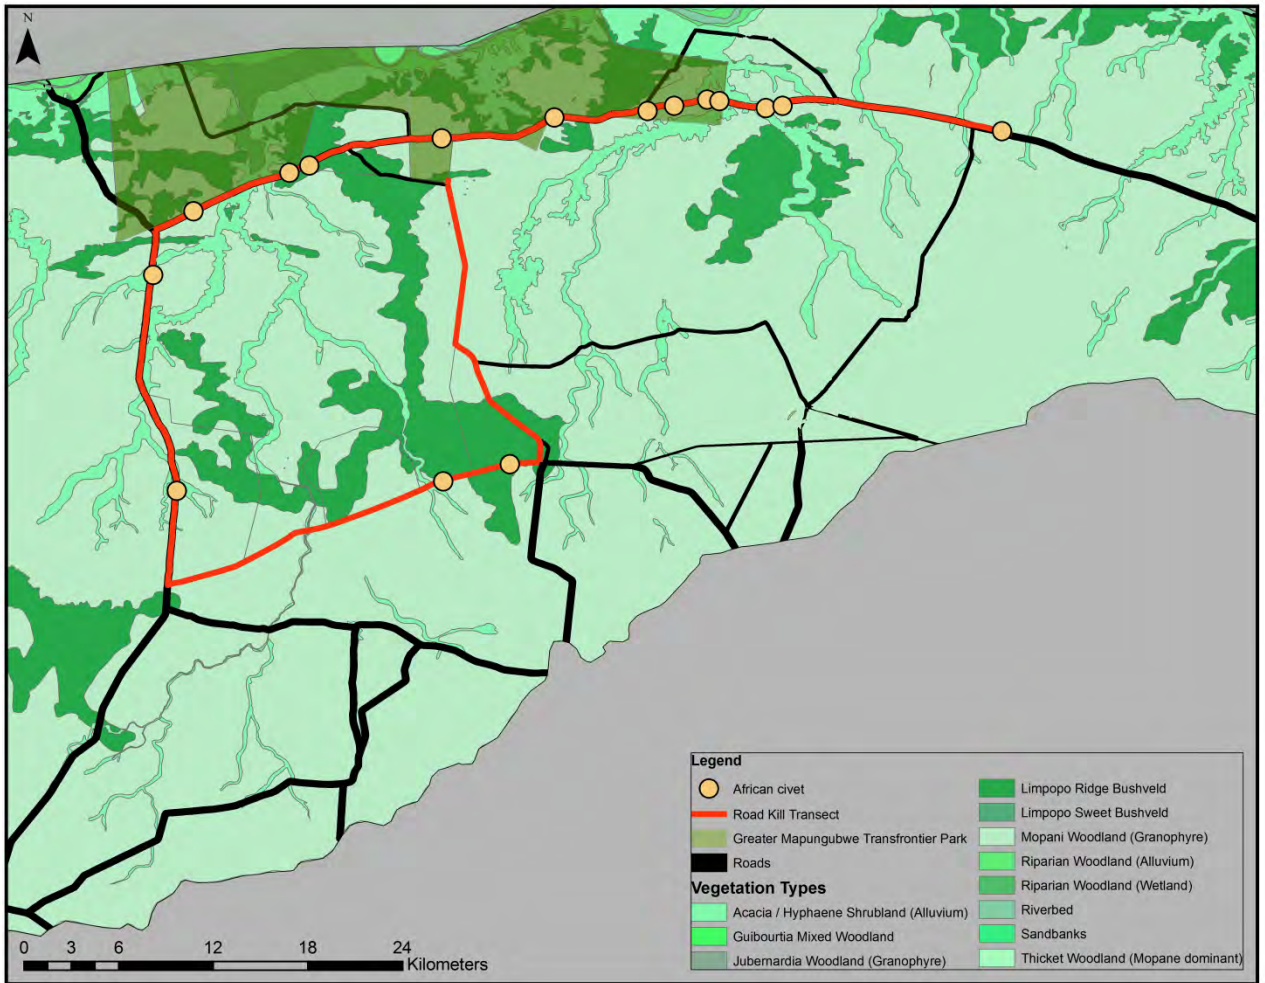 N
0 3 6 12 18 24
Kilometers
Legend
African civet
Road Kill Transect
Greater Mapungubwe Transfrontier Park
Roads
Vegetation Types
Acacia / Hyphaene Shrubland (Alluvium)
Guibourtia Mixed Woodland
Jubernardia Woodland (Granophyre)
Limpopo Ridge Bushveld
Limpopo Sweet Bushveld
Mopani Woodland (Granophyre)
Riparian Woodland (Alluvium)
Riparian Woodland (Wetland)
Riverbed
Sandbanks
Thicket Woodland (Mopane dominant)